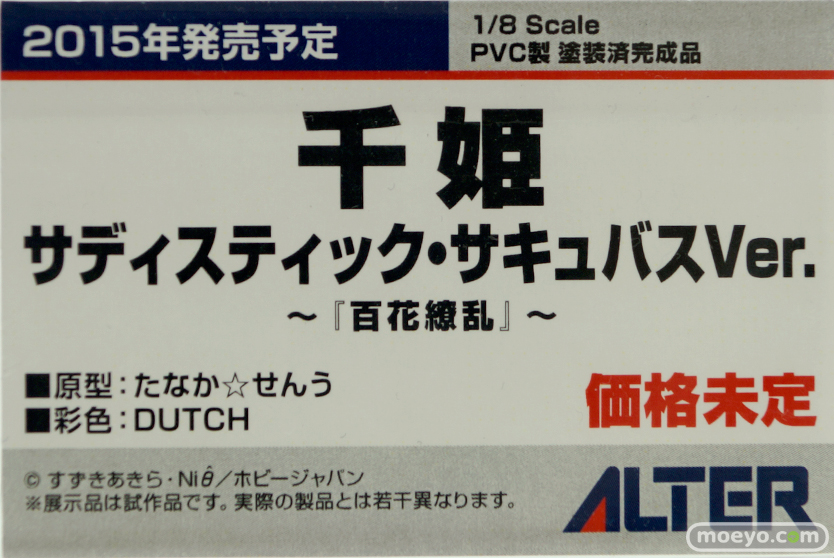 2015年発売予定
1/8 Scale
PVC製 塗装済完成品
千姫
サディスティック・サキュバスVer.
～『百花繚乱』～
■原型：たなか☆せんう
■彩色：DUTCH
価格未定
© すずきあきら・Niθ／ホビージャパン
※展示品は試作品です。実際の製品とは若干異なります。
ALTER
moeyo.com